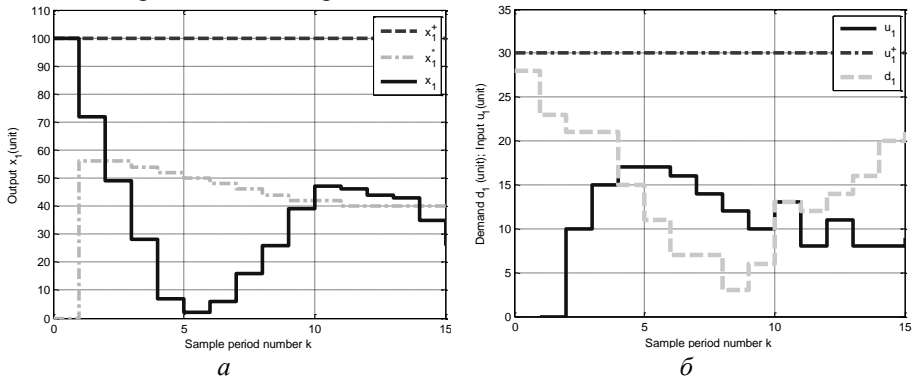 110
100
90
80
70
60
50
40
30
20
10
0
0 5 10 15
Output x₁(unit)
Sample period number k
x₁⁺
x₁*
x₁
а
35
30
25
20
15
10
5
0
0 5 10 15
Demand d₁ (unit); Input u₁(unit)
Sample period number k
u₁
u₁⁺
d₁
б